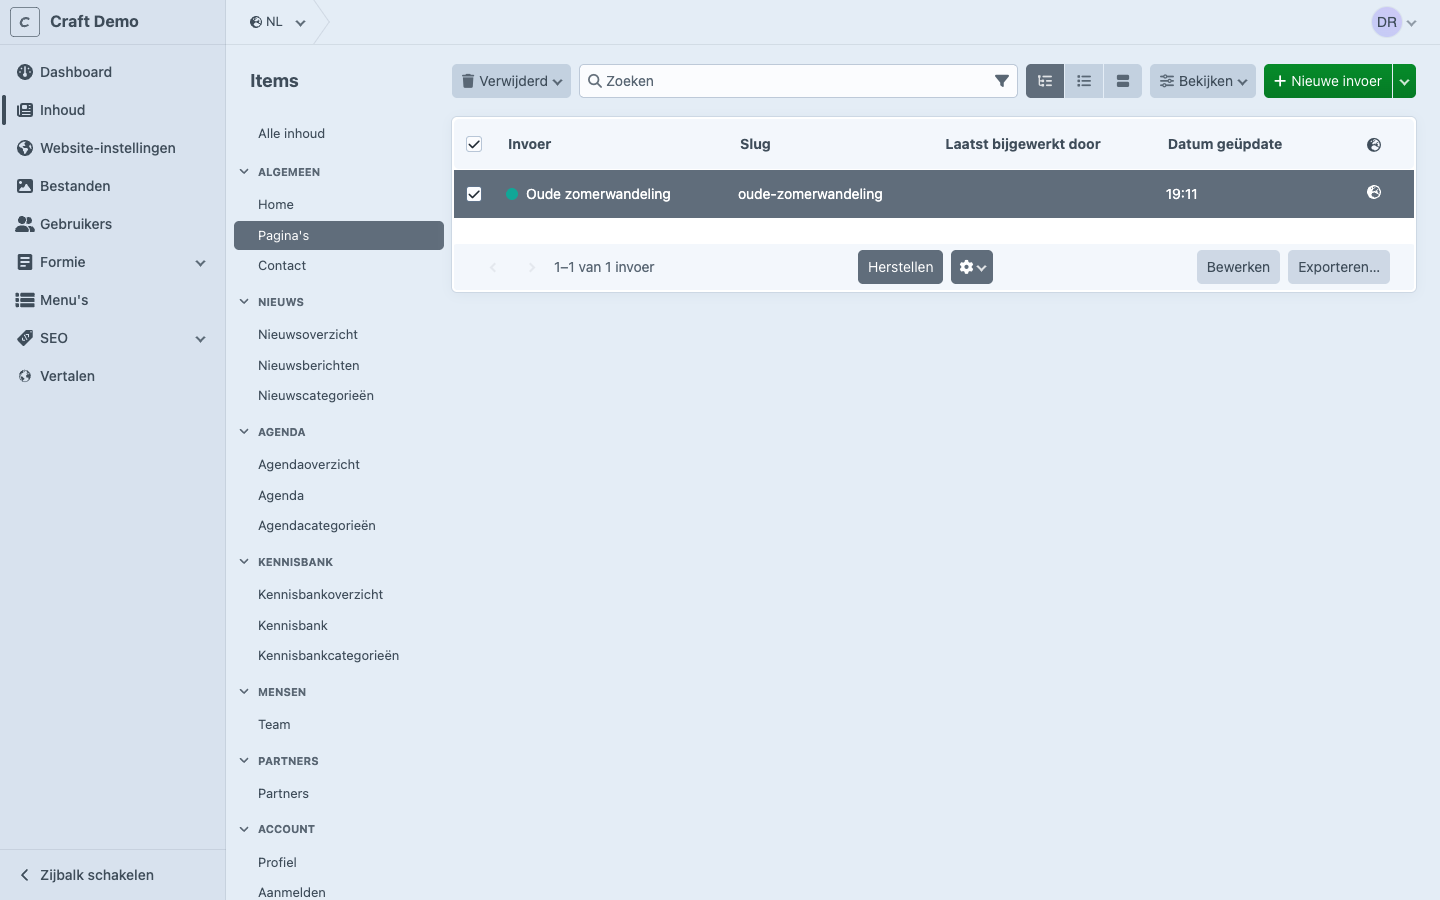 C Craft Demo
NL
DR
Dashboard
Inhoud
Website-instellingen
Bestanden
Gebruikers
Formie
Menu's
SEO
Vertalen
Zijbalk schakelen
Items
Alle inhoud
ALGEMEEN
Home
Pagina's
Contact
NIEUWS
Nieuwsoverzicht
Nieuwsberichten
Nieuwscategorieën
AGENDA
Agendaoverzicht
Agenda
Agendacategorieën
KENNISBANK
Kennisbankoverzicht
Kennisbank
Kennisbankcategorieën
MENSEN
Team
PARTNERS
Partners
ACCOUNT
Profiel
Aanmelden
Verwijderd Zoeken Bekijken Nieuwe invoer
Invoer Slug Laatst bijgewerkt door Datum geüpdate
Oude zomerwandeling oude-zomerwandeling 19:11
1–1 van 1 invoer Herstellen Bewerken Exporteren…